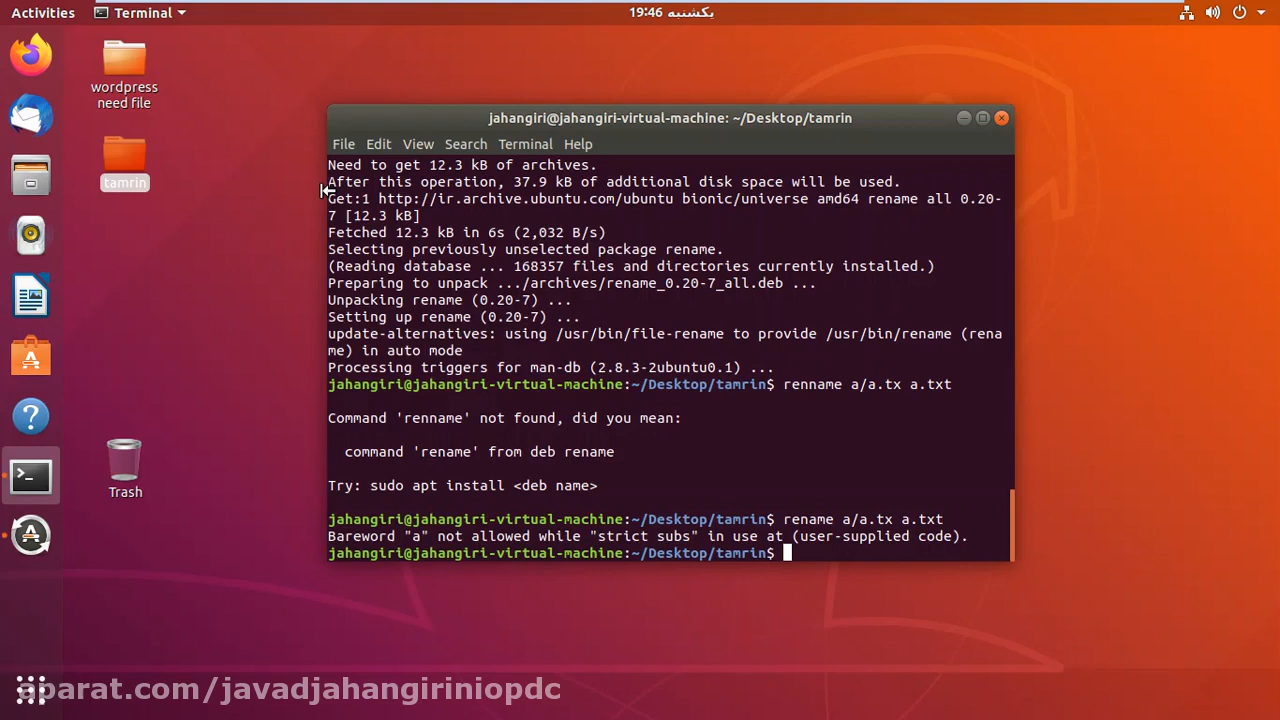 Activities
Terminal
یکشنبه 19:46
wordpress
need file
tamrin
Trash
jahangiri@jahangiri-virtual-machine: ~/Desktop/tamrin
File Edit View Search Terminal Help
Need to get 12.3 kB of archives.
After this operation, 37.9 kB of additional disk space will be used.
Get:1 http://ir.archive.ubuntu.com/ubuntu bionic/universe amd64 rename all 0.20-
7 [12.3 kB]
Fetched 12.3 kB in 6s (2,032 B/s)
Selecting previously unselected package rename.
(Reading database ... 168357 files and directories currently installed.)
Preparing to unpack .../archives/rename_0.20-7_all.deb ...
Unpacking rename (0.20-7) ...
Setting up rename (0.20-7) ...
update-alternatives: using /usr/bin/file-rename to provide /usr/bin/rename (rena
me) in auto mode
Processing triggers for man-db (2.8.3-2ubuntu0.1) ...
jahangiri@jahangiri-virtual-machine:~/Desktop/tamrin$ renname a/a.tx a.txt
Command 'renname' not found, did you mean:
command 'rename' from deb rename
Try: sudo apt install <deb name>
jahangiri@jahangiri-virtual-machine:~/Desktop/tamrin$ rename a/a.tx a.txt
Bareword "a" not allowed while "strict subs" in use at (user-supplied code).
jahangiri@jahangiri-virtual-machine:~/Desktop/tamrin$
aparat.com/javadjahangiriniopdc